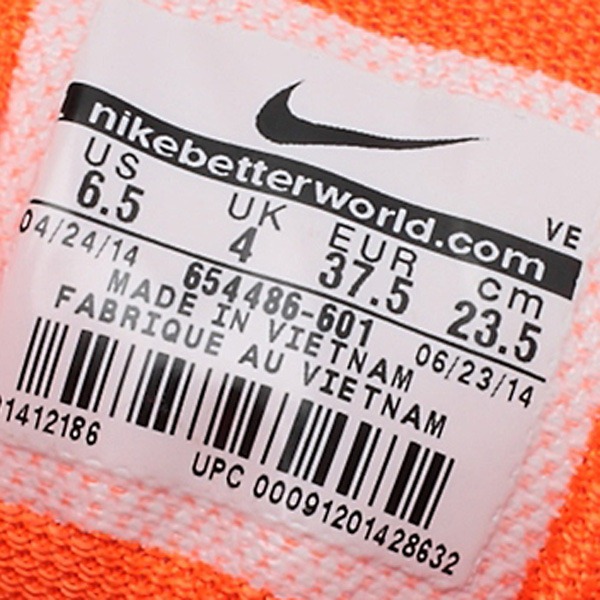 nikebetterworld.com
VE
US UK EUR cm
6.5 4 37.5 23.5
04/24/14 654486-601 06/23/14
MADE IN VIETNAM
FABRIQUE AU VIETNAM
1412186
UPC 00091201428632